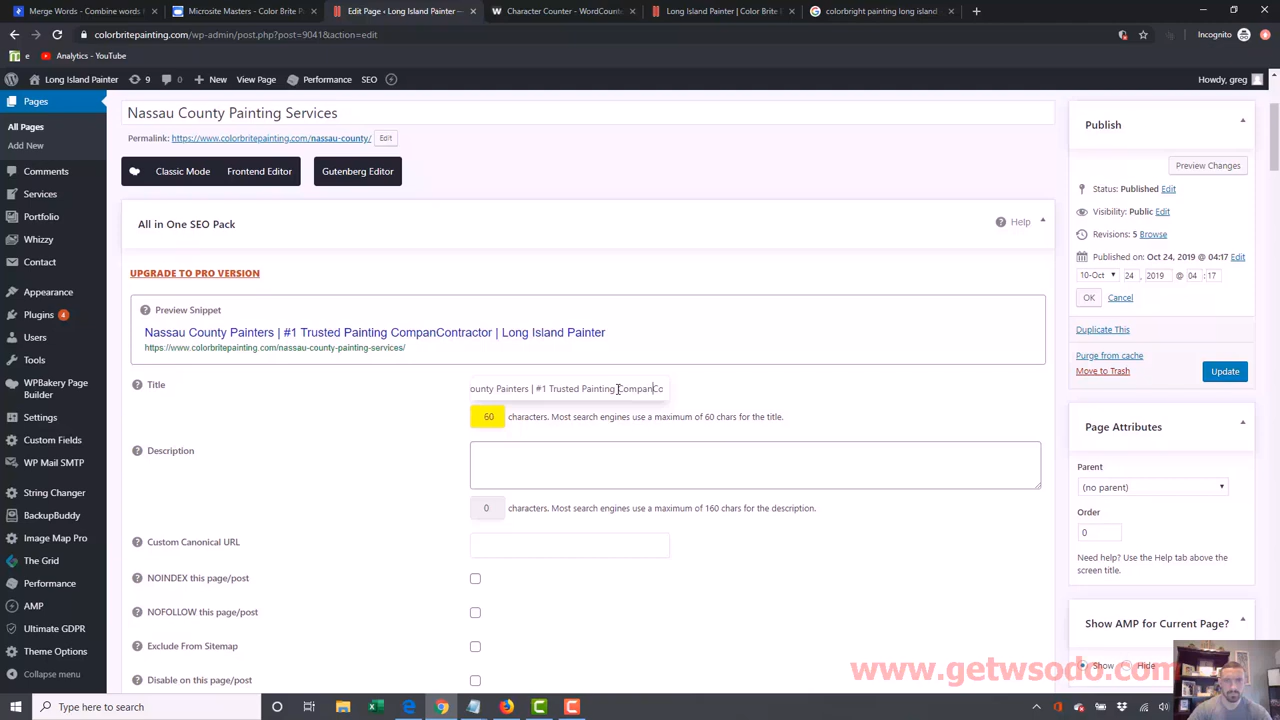 Merge Words - Combine words
Microsite Masters - Color Brite P
Edit Page ‹ Long Island Painter —
Character Counter - WordCount
Long Island Painter | Color Brite
colorbright painting long island
colorbritepainting.com/wp-admin/post.php?post=9041&action=edit
Incognito
e
Analytics - YouTube
Long Island Painter
9
0
New
View Page
Performance
SEO
Howdy, greg
Pages
All Pages
Add New
Comments
Services
Portfolio
Whizzy
Contact
Appearance
Plugins 4
Users
Tools
WPBakery Page
Builder
Settings
Custom Fields
WP Mail SMTP
String Changer
BackupBuddy
Image Map Pro
The Grid
Performance
AMP
Ultimate GDPR
Theme Options
Collapse menu
Nassau County Painting Services
Permalink: https://www.colorbritepainting.com/nassau-county/ Edit
Classic Mode
Frontend Editor
Gutenberg Editor
All in One SEO Pack
Help
UPGRADE TO PRO VERSION
Preview Snippet
Nassau County Painters | #1 Trusted Painting CompanContractor | Long Island Painter
https://www.colorbritepainting.com/nassau-county-painting-services/
Title
ounty Painters | #1 Trusted Painting CompanCo
60 characters. Most search engines use a maximum of 60 chars for the title.
Description
0 characters. Most search engines use a maximum of 160 chars for the description.
Custom Canonical URL
NOINDEX this page/post
NOFOLLOW this page/post
Exclude From Sitemap
Disable on this page/post
Publish
Preview Changes
Status: Published Edit
Visibility: Public Edit
Revisions: 5 Browse
Published on: Oct 24, 2019 @ 04:17 Edit
10-Oct 24, 2019 @ 04 : 17
OK Cancel
Duplicate This
Purge from cache
Move to Trash
Update
Page Attributes
Parent
(no parent)
Order
0
Need help? Use the Help tab above the
screen title.
Show AMP for Current Page?
Show Hide
www.getwsodo.com
Type here to search